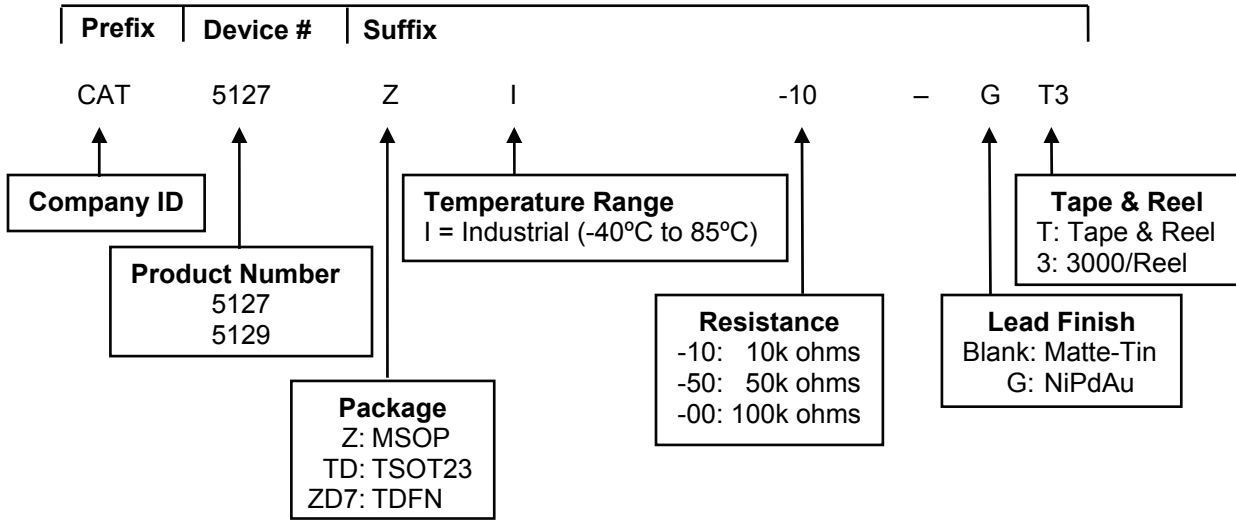 Prefix Device # Suffix
CAT 5127 Z I -10 – G T3
Company ID
Product Number
5127
5129
Package
Z: MSOP
TD: TSOT23
ZD7: TDFN
Temperature Range
I = Industrial (-40ºC to 85ºC)
Resistance
-10: 10k ohms
-50: 50k ohms
-00: 100k ohms
Lead Finish
Blank: Matte-Tin
G: NiPdAu
Tape & Reel
T: Tape & Reel
3: 3000/Reel